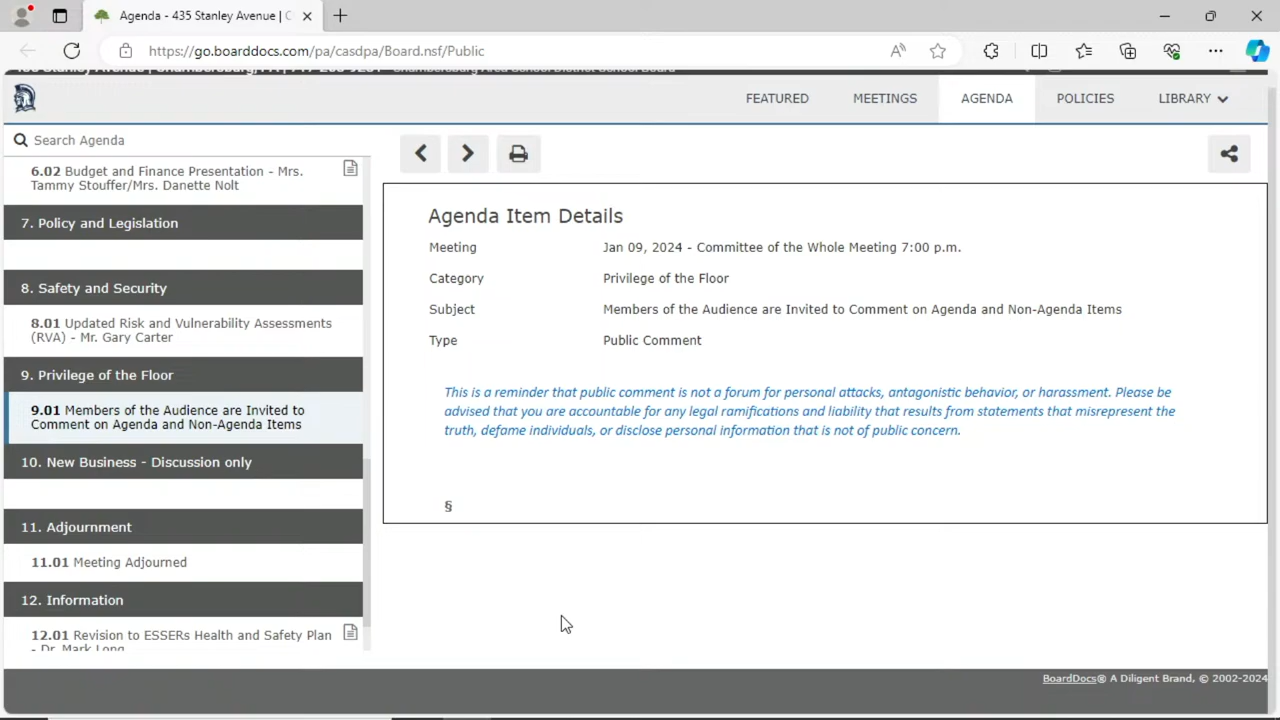 Agenda - 435 Stanley Avenue | C
https://go.boarddocs.com/pa/casdpa/Board.nsf/Public
FEATURED
MEETINGS
AGENDA
POLICIES
LIBRARY
Search Agenda
6.02 Budget and Finance Presentation - Mrs.
Tammy Stouffer/Mrs. Danette Nolt
7. Policy and Legislation
8. Safety and Security
8.01 Updated Risk and Vulnerability Assessments
(RVA) - Mr. Gary Carter
9. Privilege of the Floor
9.01 Members of the Audience are Invited to
Comment on Agenda and Non-Agenda Items
10. New Business - Discussion only
11. Adjournment
11.01 Meeting Adjourned
12. Information
12.01 Revision to ESSERs Health and Safety Plan
- Dr. Mark Long
Agenda Item Details
Meeting Jan 09, 2024 - Committee of the Whole Meeting 7:00 p.m.
Category Privilege of the Floor
Subject Members of the Audience are Invited to Comment on Agenda and Non-Agenda Items
Type Public Comment
This is a reminder that public comment is not a forum for personal attacks, antagonistic behavior, or harassment. Please be
advised that you are accountable for any legal ramifications and liability that results from statements that misrepresent the
truth, defame individuals, or disclose personal information that is not of public concern.
§
BoardDocs® A Diligent Brand, © 2002-2024